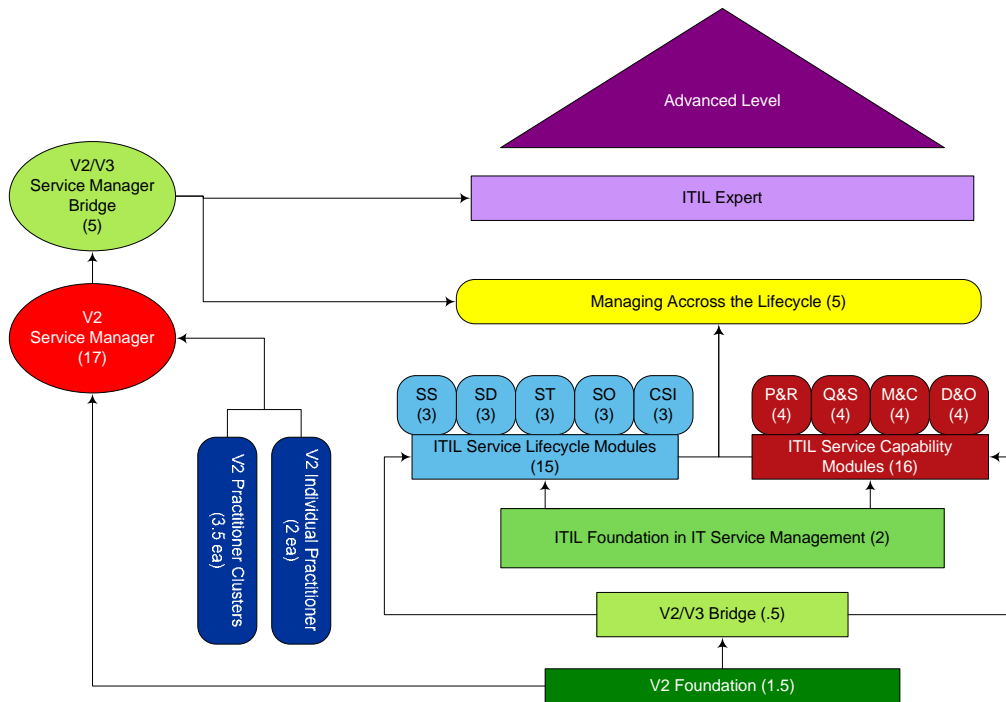 Advanced Level
V2/V3
Service Manager
Bridge
(5)
ITIL Expert
V2
Service Manager
(17)
Managing Accross the Lifecycle (5)
SS
(3)
SD
(3)
ST
(3)
SO
(3)
CSI
(3)
P&R
(4)
Q&S
(4)
M&C
(4)
D&O
(4)
ITIL Service Lifecycle Modules
(15)
ITIL Service Capability
Modules (16)
V2 Practitioner Clusters
(3.5 ea)
V2 Individual Practitioner
(2 ea)
ITIL Foundation in IT Service Management (2)
V2/V3 Bridge (.5)
V2 Foundation (1.5)